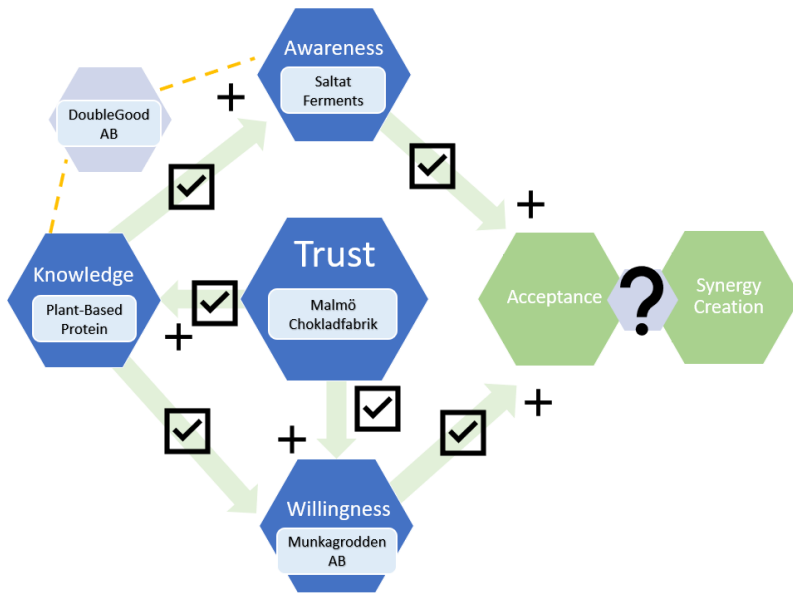 Awareness
Saltat
Ferments
DoubleGood
AB
+
Knowledge
Plant-Based
Protein
+
Trust
Malmö
Chokladfabrik
+
Acceptance
?
Synergy
Creation
+
+
Willingness
Munkagrodden
AB